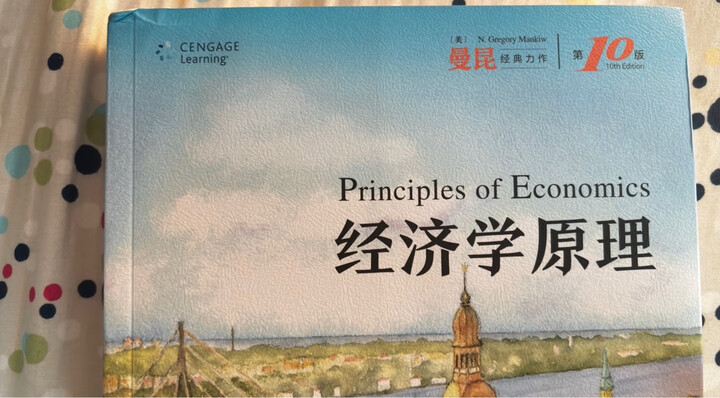 CENGAGE
Learning
〔美〕 N. Gregory Mankiw
曼昆 经典力作
第10版
10th Edition
Principles of Economics
经济学原理